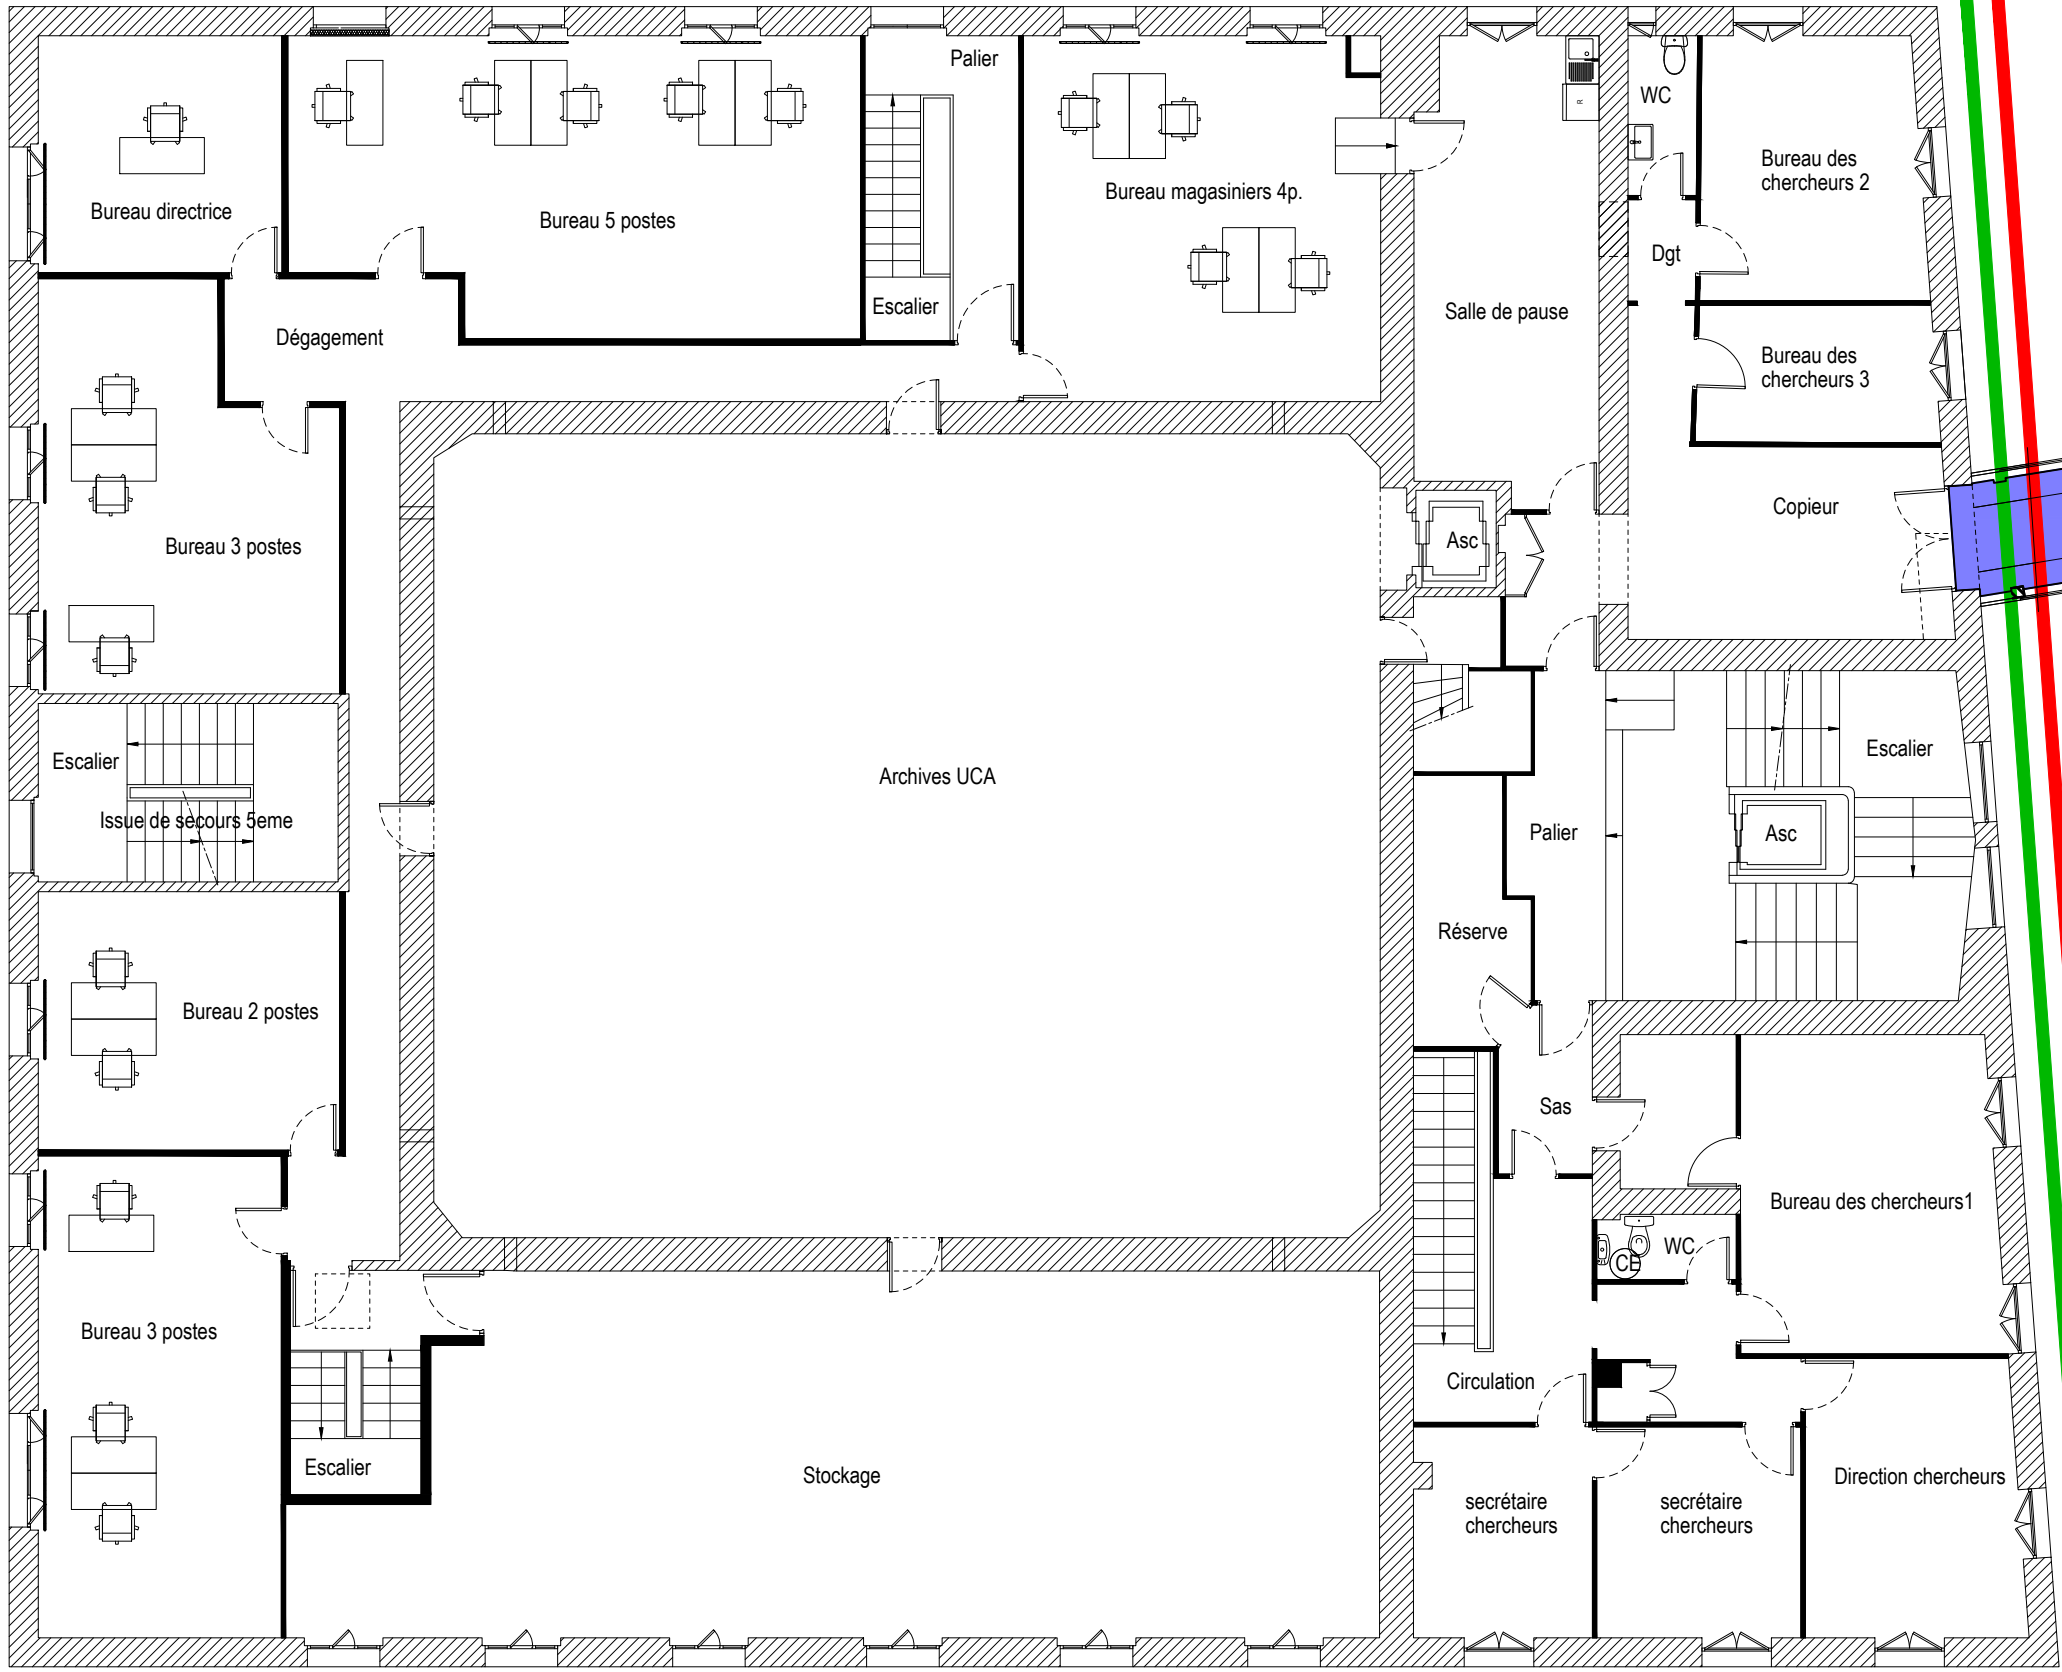 Palier
WC
Bureau des
chercheurs 2
Bureau magasiniers 4p.
Bureau directrice
Bureau 5 postes
R
Dgt
Escalier
Salle de pause
Dégagement
Bureau des
chercheurs 3
Copieur
Asc
Bureau 3 postes
Escalier
Escalier
Archives UCA
Issue de secours 5eme
Palier
Asc
Réserve
Bureau 2 postes
Sas
Bureau des chercheurs1
WC
CE
Bureau 3 postes
Circulation
Escalier
Stockage
Direction chercheurs
secrétaire
chercheurs
secrétaire
chercheurs